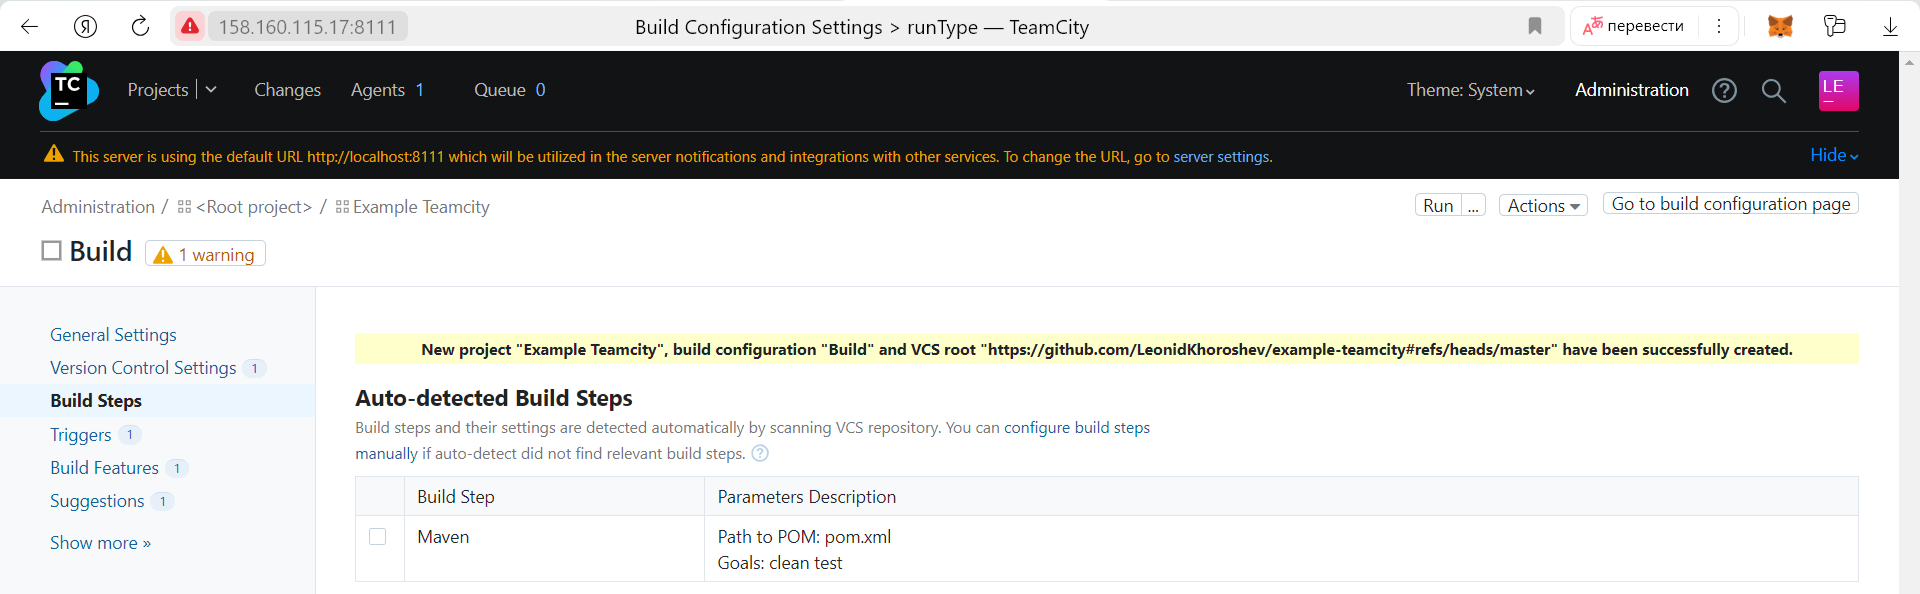 158.160.115.17:8111 Build Configuration Settings > runType — TeamCity перевести
TC Projects Changes Agents 1 Queue 0 Theme: System Administration LE
This server is using the default URL http://localhost:8111 which will be utilized in the server notifications and integrations with other services. To change the URL, go to server settings. Hide
Administration / <Root project> / Example Teamcity Run ... Actions Go to build configuration page
Build 1 warning
General Settings
Version Control Settings 1
Build Steps
Triggers 1
Build Features 1
Suggestions 1
Show more »
New project "Example Teamcity", build configuration "Build" and VCS root "https://github.com/LeonidKhoroshev/example-teamcity#refs/heads/master" have been successfully created.
Auto-detected Build Steps
Build steps and their settings are detected automatically by scanning VCS repository. You can configure build steps
manually if auto-detect did not find relevant build steps. ?
Build Step Parameters Description
Maven Path to POM: pom.xml
Goals: clean test